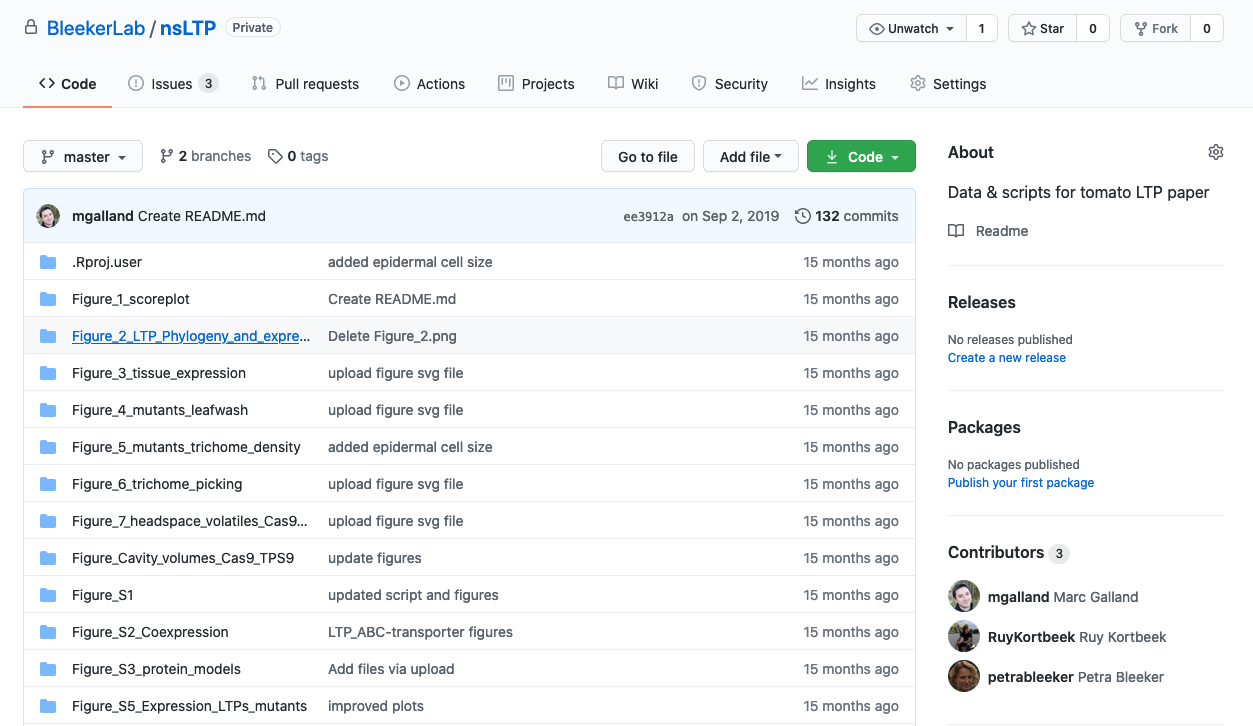 BleekerLab / nsLTP Private
Unwatch 1 Star 0 Fork 0
Code Issues 3 Pull requests Actions Projects Wiki Security Insights Settings
master 2 branches 0 tags Go to file Add file Code
mgalland Create README.md ee3912a on Sep 2, 2019 132 commits
.Rproj.user added epidermal cell size 15 months ago
Figure_1_scoreplot Create README.md 15 months ago
Figure_2_LTP_Phylogeny_and_expre... Delete Figure_2.png 15 months ago
Figure_3_tissue_expression upload figure svg file 15 months ago
Figure_4_mutants_leafwash upload figure svg file 15 months ago
Figure_5_mutants_trichome_density added epidermal cell size 15 months ago
Figure_6_trichome_picking upload figure svg file 15 months ago
Figure_7_headspace_volatiles_Cas9... upload figure svg file 15 months ago
Figure_Cavity_volumes_Cas9_TPS9 update figures 15 months ago
Figure_S1 updated script and figures 15 months ago
Figure_S2_Coexpression LTP_ABC-transporter figures 15 months ago
Figure_S3_protein_models Add files via upload 15 months ago
Figure_S5_Expression_LTPs_mutants improved plots 15 months ago
About
Data & scripts for tomato LTP paper
Readme
Releases
No releases published
Create a new release
Packages
No packages published
Publish your first package
Contributors 3
mgalland Marc Galland
RuyKortbeek Ruy Kortbeek
petrableeker Petra Bleeker